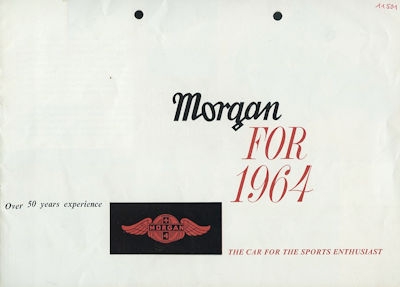 11501
Morgan
FOR
1964
Over 50 years experience
MORGAN
THE CAR FOR THE SPORTS ENTHUSIAST